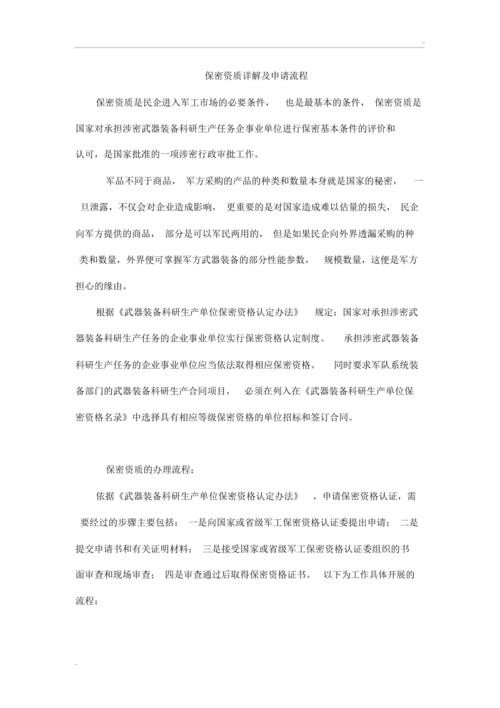 保密资质详解及申请流程
保密资质是民企进入军工市场的必要条件， 也是最基本的条件， 保密资质是
国家对承担涉密武器装备科研生产任务企事业单位进行保密基本条件的评价和
认可，是国家批准的一项涉密行政审批工作。
军品不同于商品， 军方采购的产品的种类和数量本身就是国家的秘密， 一
旦泄露，不仅会对企业造成影响， 更重要的是对国家造成难以估量的损失， 民企
向军方提供的商品， 部分是可以军民两用的， 但是如果民企向外界透漏采购的种
类和数量，外界便可掌握军方武器装备的部分性能参数， 规模数量，这便是军方
担心的缘由。
根据《武器装备科研生产单位保密资格认定办法》 规定：国家对承担涉密武
器装备科研生产任务的企业事业单位实行保密资格认定制度。 承担涉密武器装备
科研生产任务的企业事业单位应当依法取得相应保密资格。 同时要求军队系统装
备部门的武器装备科研生产合同项目， 必须在列入在《武器装备科研生产单位保
密资格名录》中选择具有相应等级保密资格的单位招标和签订合同。
保密资质的办理流程：
依据《武器装备科研生产单位保密资格认定办法》 ，申请保密资格认证，需
要经过的步骤主要包括： 一是向国家或省级军工保密资格认证委提出申请； 二是
提交申请书和有关证明材料； 三是接受国家或省级军工保密资格认证委组织的书
面审查和现场审查； 四是审查通过后取得保密资格证书。 以下为工作具体开展的
流程：